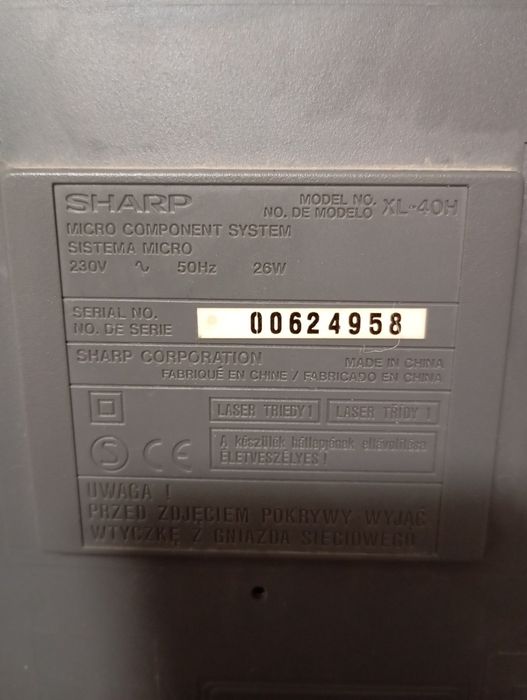 SHARP
MODEL NO.
NO. DE MODELO XL-40H
MICRO COMPONENT SYSTEM
SISTEMA MICRO
230V ∿ 50Hz 26W
SERIAL NO.
NO. DE SERIE 00624958
SHARP CORPORATION MADE IN CHINA
FABRIQUÉ EN CHINE / FABRICADO EN CHINA
LASER TRIEDY 1 LASER TŘÍDY 1
S CE
A készülék hátlapjának eltávolítása
ÉLETVESZÉLYES !
UWAGA !
PRZED ZDJĘCIEM POKRYWY WYJĄĆ
WTYCZKĘ Z GNIAZDA SIECIOWEGO